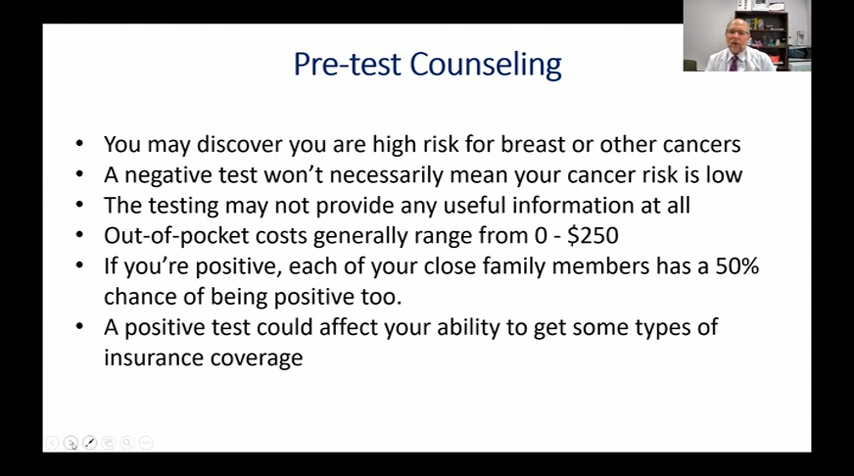 Pre-test Counseling
• You may discover you are high risk for breast or other cancers
• A negative test won't necessarily mean your cancer risk is low
• The testing may not provide any useful information at all
• Out-of-pocket costs generally range from 0 - $250
• If you're positive, each of your close family members has a 50%
chance of being positive too.
• A positive test could affect your ability to get some types of
insurance coverage